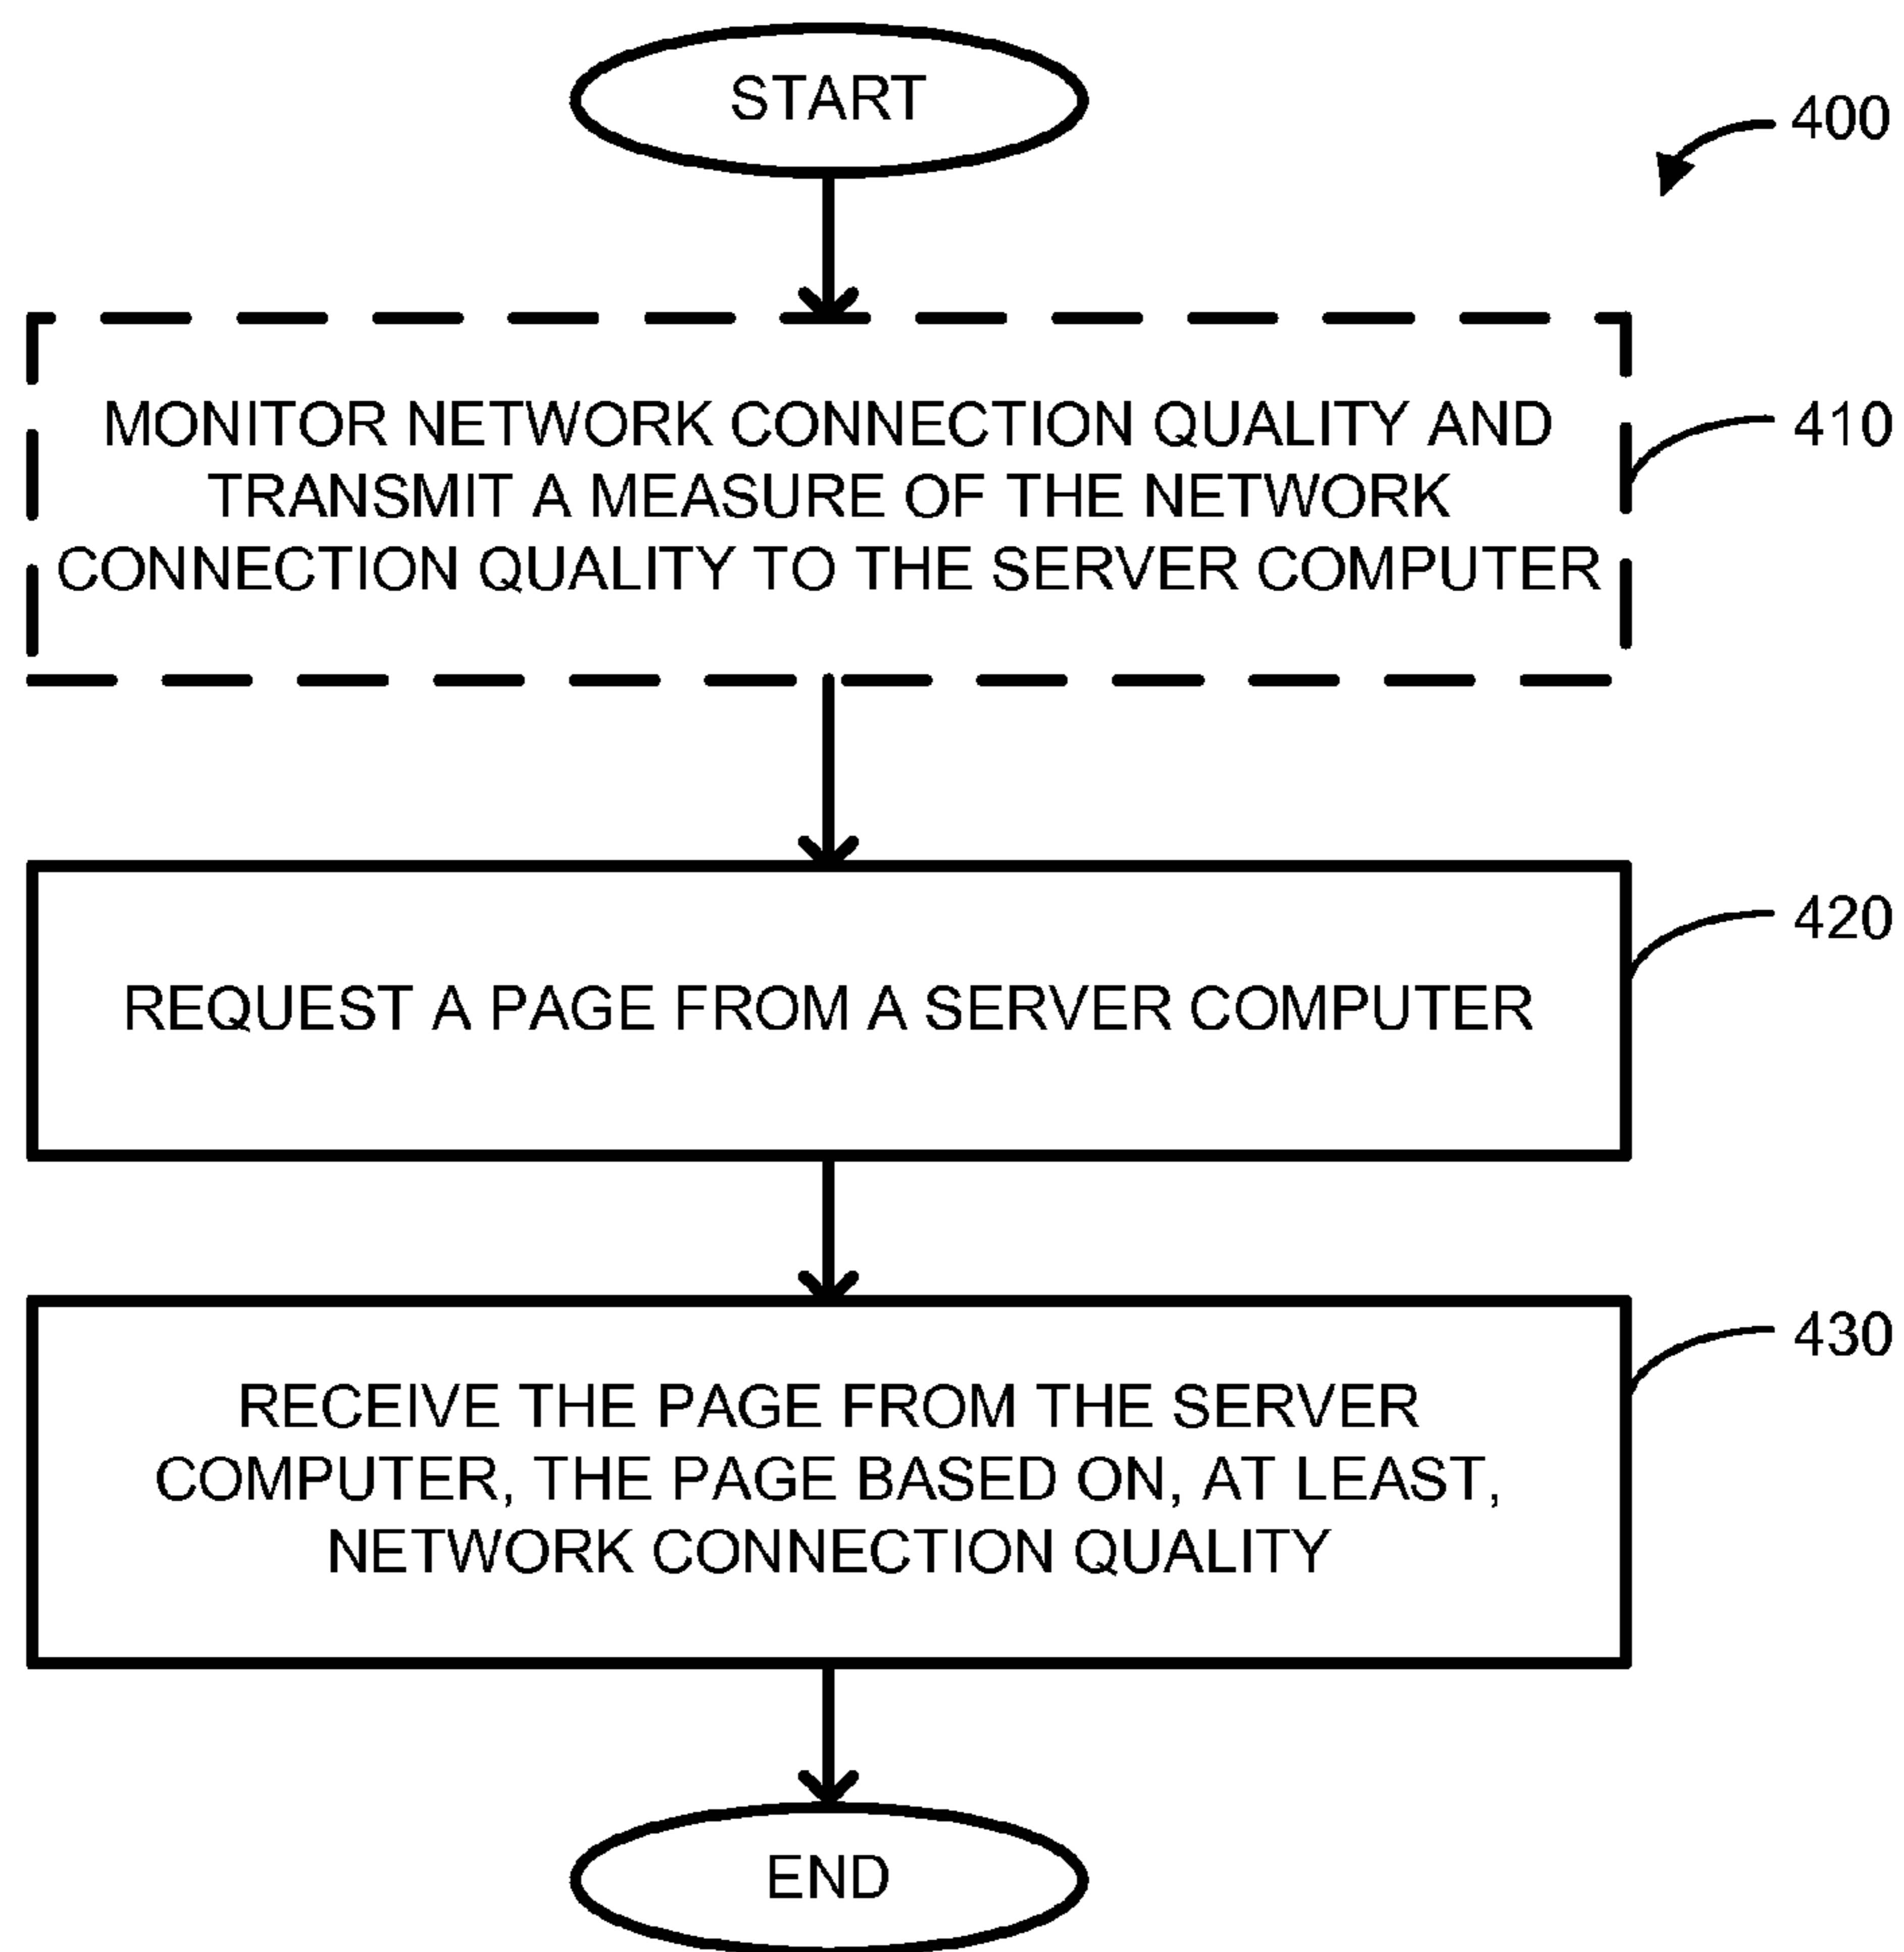 START
400
MONITOR NETWORK CONNECTION QUALITY AND
TRANSMIT A MEASURE OF THE NETWORK
CONNECTION QUALITY TO THE SERVER COMPUTER
410
REQUEST A PAGE FROM A SERVER COMPUTER
420
RECEIVE THE PAGE FROM THE SERVER
COMPUTER, THE PAGE BASED ON, AT LEAST,
NETWORK CONNECTION QUALITY
430
END